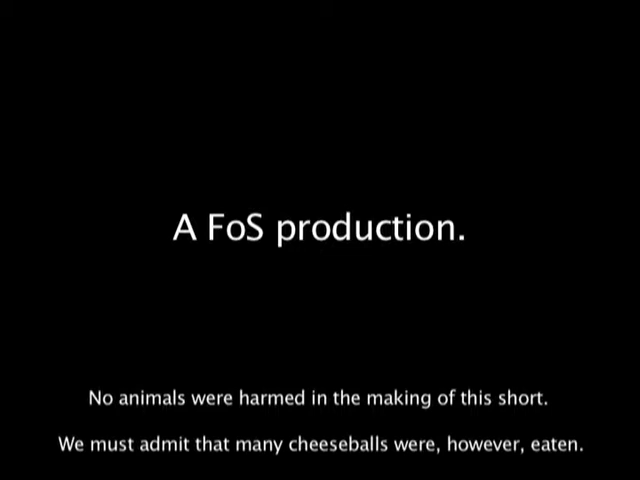 A FoS production.
No animals were harmed in the making of this short.
We must admit that many cheeseballs were, however, eaten.